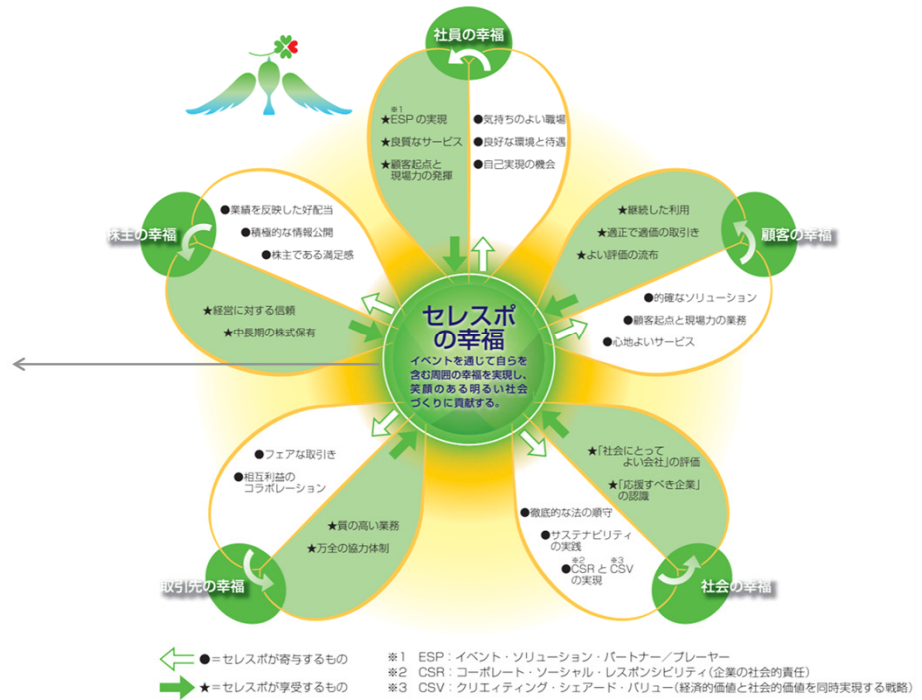 社員の幸福
※1
★ESPの実現
★良質なサービス
★顧客起点と
現場力の発揮
●気持ちのよい職場
●良好な環境と待遇
●自己実現の機会
株主の幸福
●業績を反映した好配当
●積極的な情報公開
●株主である満足感
★経営に対する信頼
★中長期の株式保有
顧客の幸福
★継続した利用
★適正で適価の取引き
★よい評価の流布
●的確なソリューション
●顧客起点と現場力の業務
●心地よいサービス
セレスポ
の幸福
イベントを通じて自らを
含む周囲の幸福を実現し、
笑顔のある明るい社会
づくりに貢献する。
●フェアな取引き
●相互利益の
コラボレーション
★質の高い業務
★万全の協力体制
取引先の幸福
★「社会にとって
よい会社」の評価
★「応援すべき企業」
の認識
●徹底的な法の順守
●サステナビリティ
の実践
※2 ※3
●CSRとCSV
の実現
社会の幸福
●=セレスポが寄与するもの
★=セレスポが享受するもの
※1 ESP:イベント・ソリューション・パートナー/プレーヤー
※2 CSR:コーポレート・ソーシャル・レスポンシビリティ(企業の社会的責任)
※3 CSV:クリエィティング・シェアード・バリュー(経済的価値と社会的価値を同時実現する戦略)